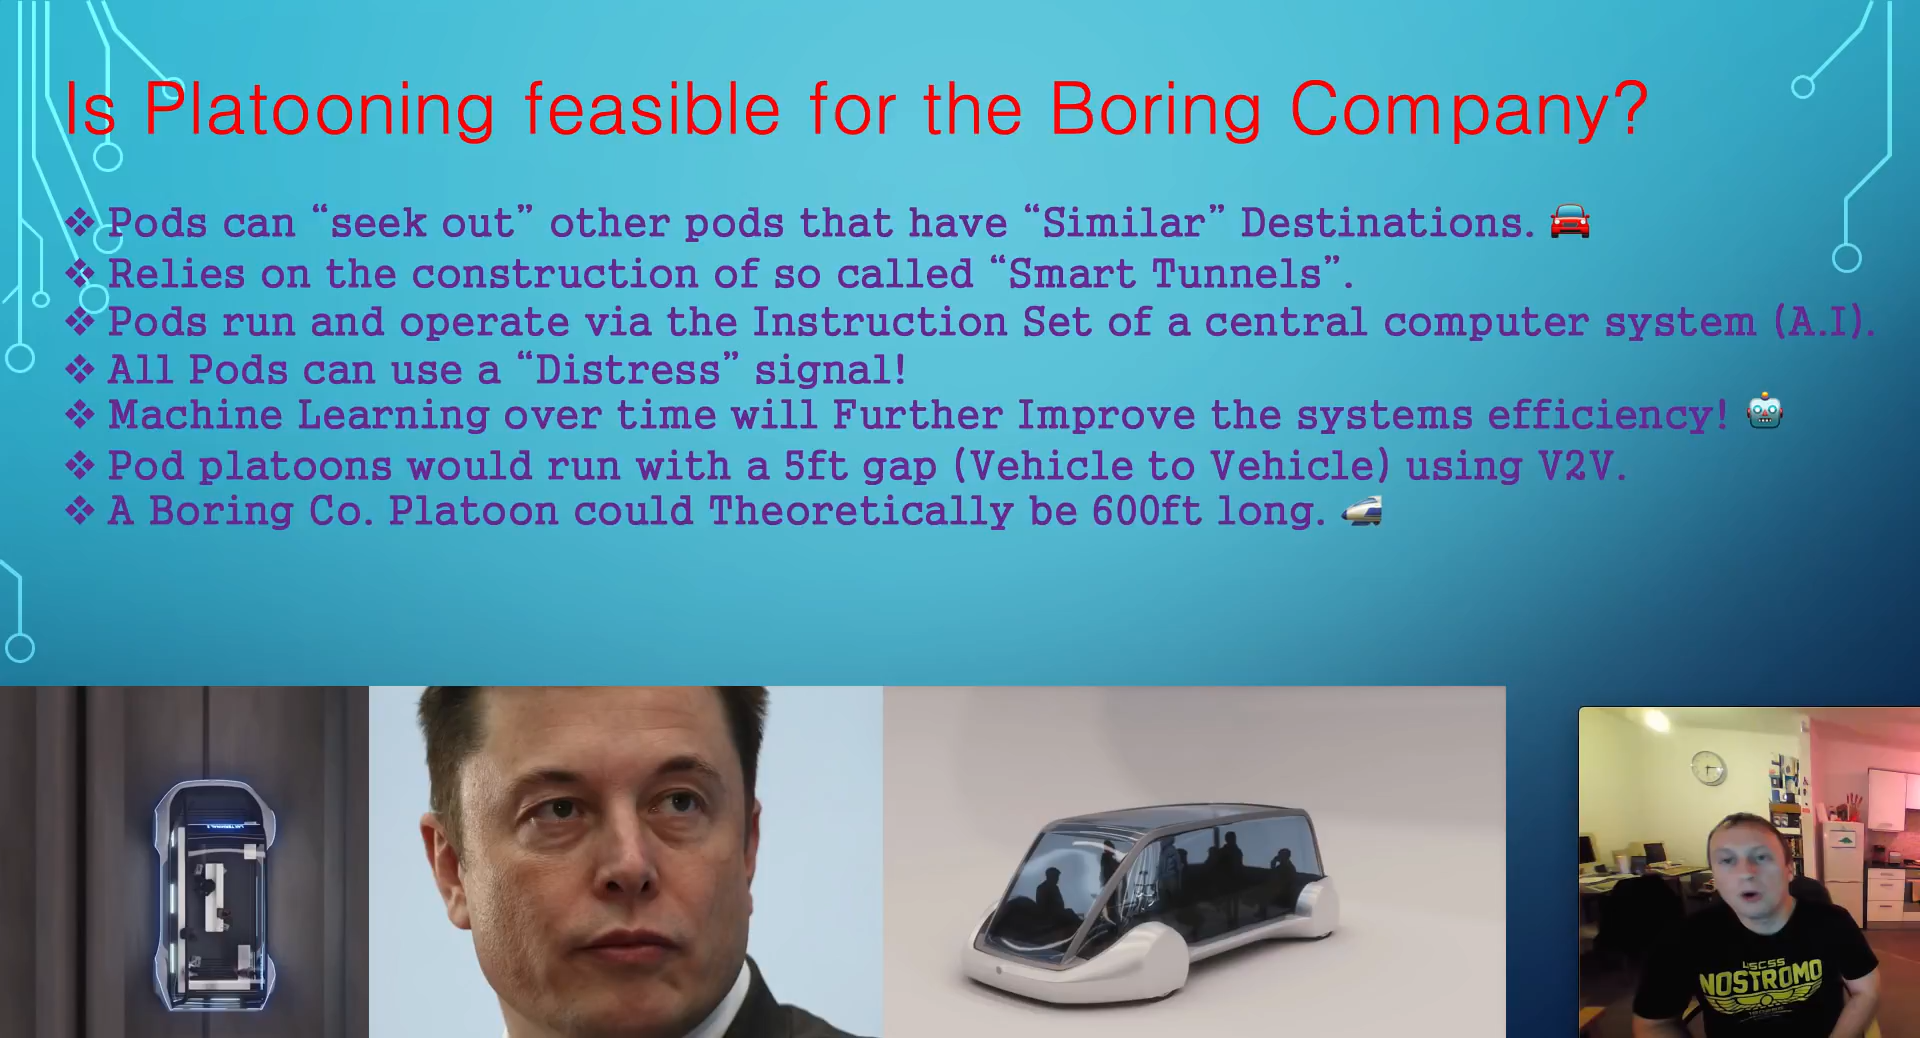 Is Platooning feasible for the Boring Company?
❖ Pods can “seek out” other pods that have “Similar” Destinations. 🚘
❖ Relies on the construction of so called “Smart Tunnels”.
❖ Pods run and operate via the Instruction Set of a central computer system (A.I).
❖ All Pods can use a “Distress” signal!
❖ Machine Learning over time will Further Improve the systems efficiency! 🤖
❖ Pod platoons would run with a 5ft gap (Vehicle to Vehicle) using V2V.
❖ A Boring Co. Platoon could Theoretically be 600ft long. 🚅
USCSS
NOSTROMO